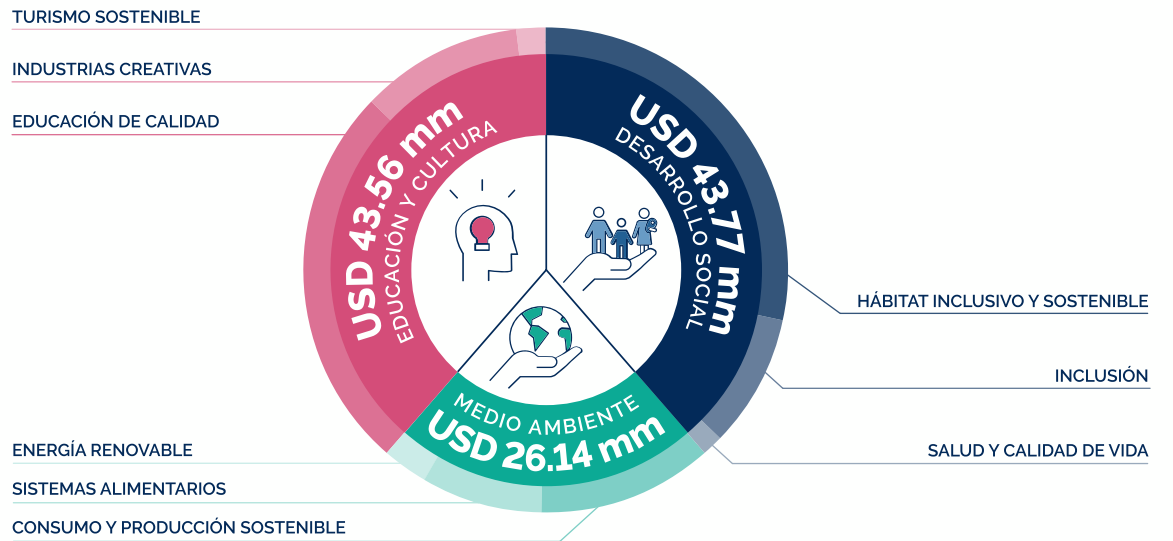 TURISMO SOSTENIBLE
INDUSTRIAS CREATIVAS
EDUCACIÓN DE CALIDAD
USD 43.56 mm
EDUCACIÓN Y CULTURA
USD 43.77 mm
DESARROLLO SOCIAL
HÁBITAT INCLUSIVO Y SOSTENIBLE
INCLUSIÓN
SALUD Y CALIDAD DE VIDA
MEDIO AMBIENTE
USD 26.14 mm
ENERGÍA RENOVABLE
SISTEMAS ALIMENTARIOS
CONSUMO Y PRODUCCIÓN SOSTENIBLE